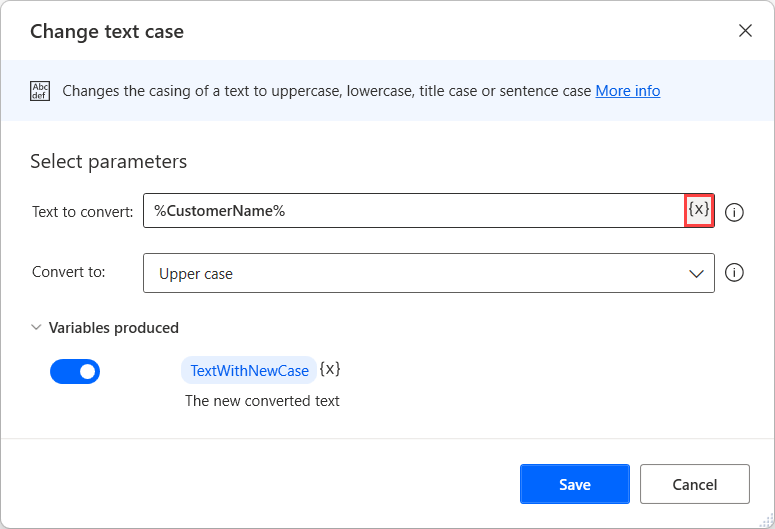 Change text case
Abc
def
Changes the casing of a text to uppercase, lowercase, title case or sentence case More info
Select parameters
Text to convert: %CustomerName% {x}
Convert to: Upper case
Variables produced
TextWithNewCase {x}
The new converted text
Save Cancel